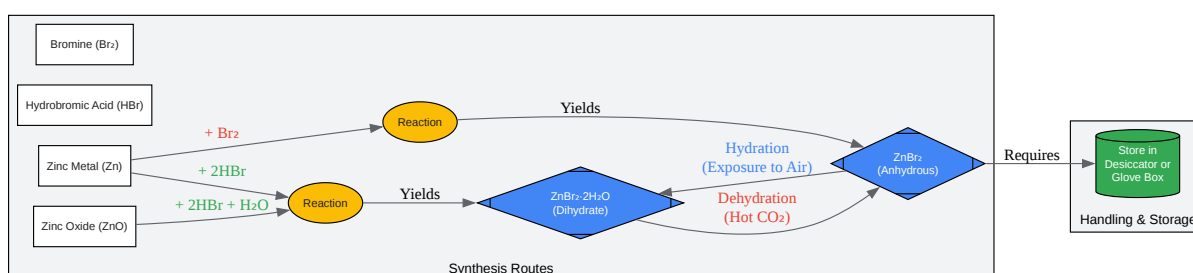 Bromine (Br₂)
Hydrobromic Acid (HBr)
Zinc Metal (Zn)
Zinc Oxide (ZnO)
+ Br₂
+ 2HBr
+ 2HBr + H₂O
Reaction
Reaction
Yields
Yields
ZnBr₂·2H₂O
(Dihydrate)
Hydration
(Exposure to Air)
Dehydration
(Hot CO₂)
ZnBr₂
(Anhydrous)
Synthesis Routes
Requires
Store in
Desiccator or
Glove Box
Handling & Storage